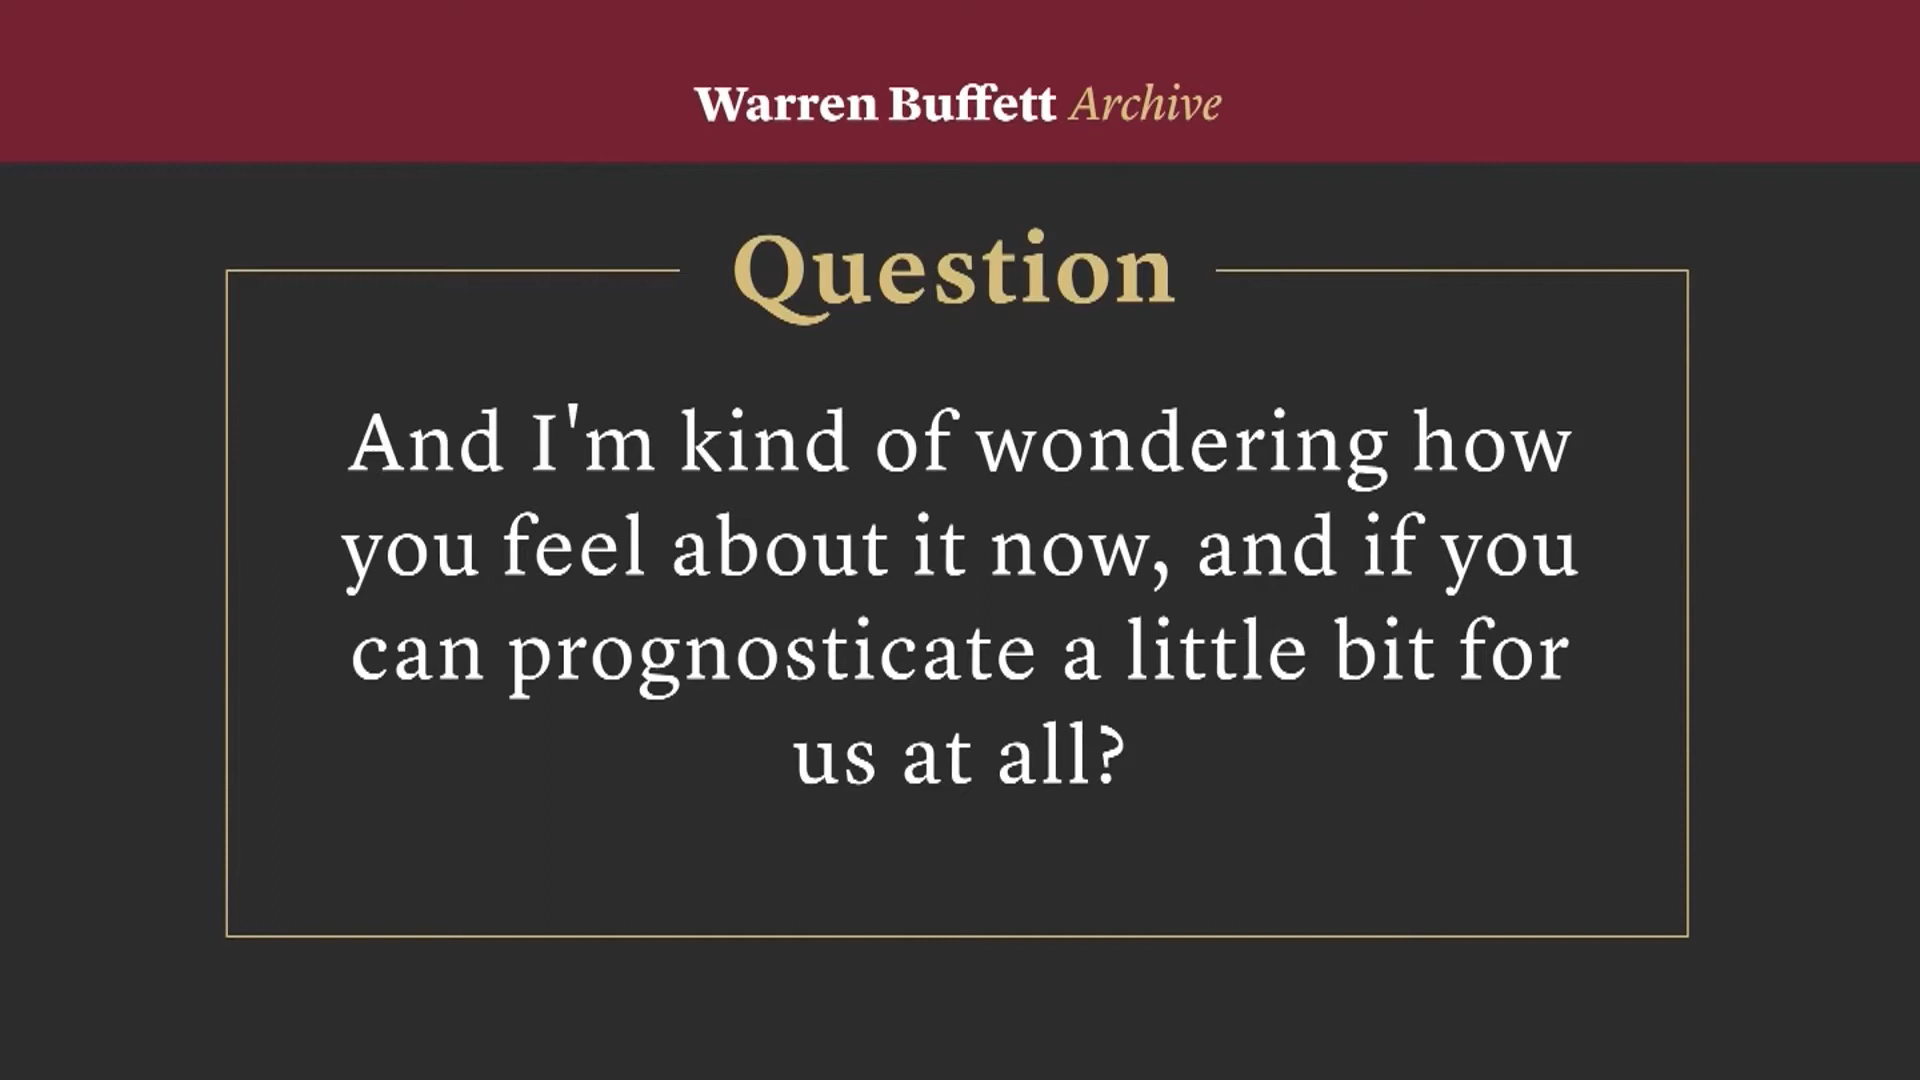 Warren Buffett Archive
Question
And I'm kind of wondering how
you feel about it now, and if you
can prognosticate a little bit for
us at all?